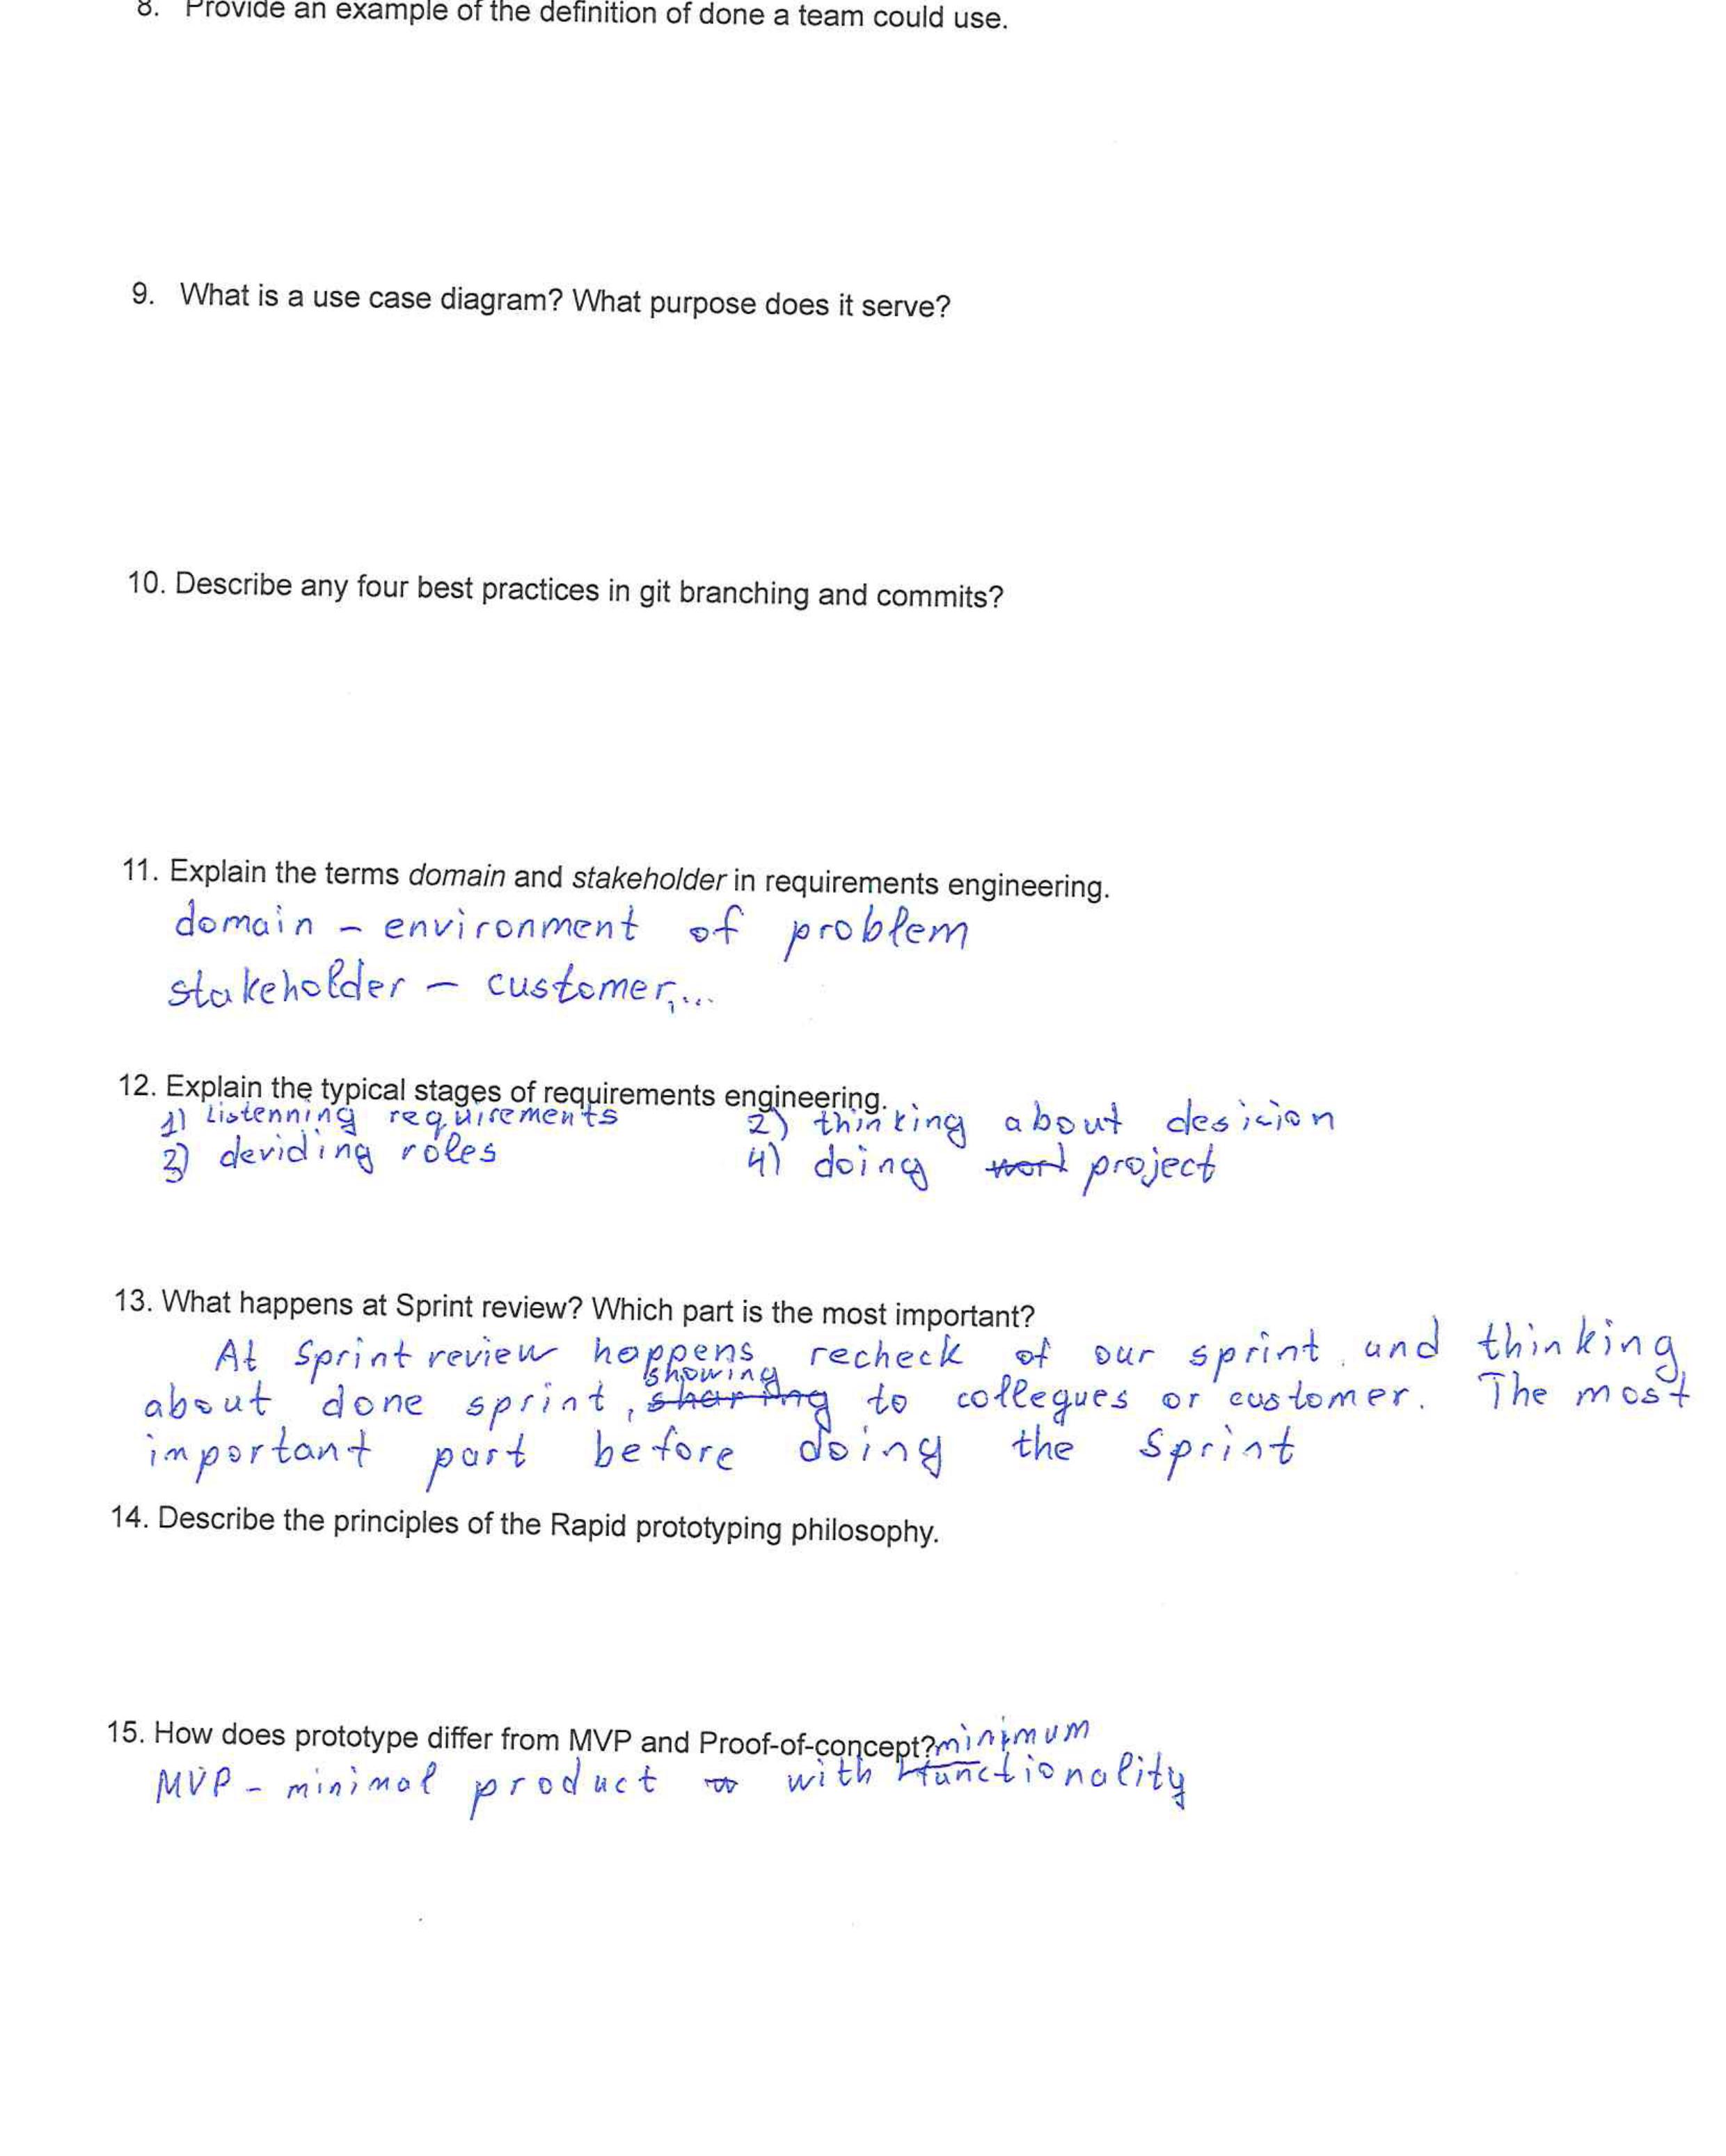 8. Provide an example of the definition of done a team could use.
9. What is a use case diagram? What purpose does it serve?
10. Describe any four best practices in git branching and commits?
11. Explain the terms domain and stakeholder in requirements engineering.
domain - environment of problem
stakeholder - customer,...
12. Explain the typical stages of requirements engineering.
1) Listenning requirements 2) thinking about desicion
3) deviding roles 4) doing work project
13. What happens at Sprint review? Which part is the most important?
At Sprint review happens recheck of our sprint, and thinking
showing
about done sprint, sharing to collegues or customer. The most
important part before doing the Sprint
14. Describe the principles of the Rapid prototyping philosophy.
15. How does prototype differ from MVP and Proof-of-concept? minimum
MVP - minimal product with functionality